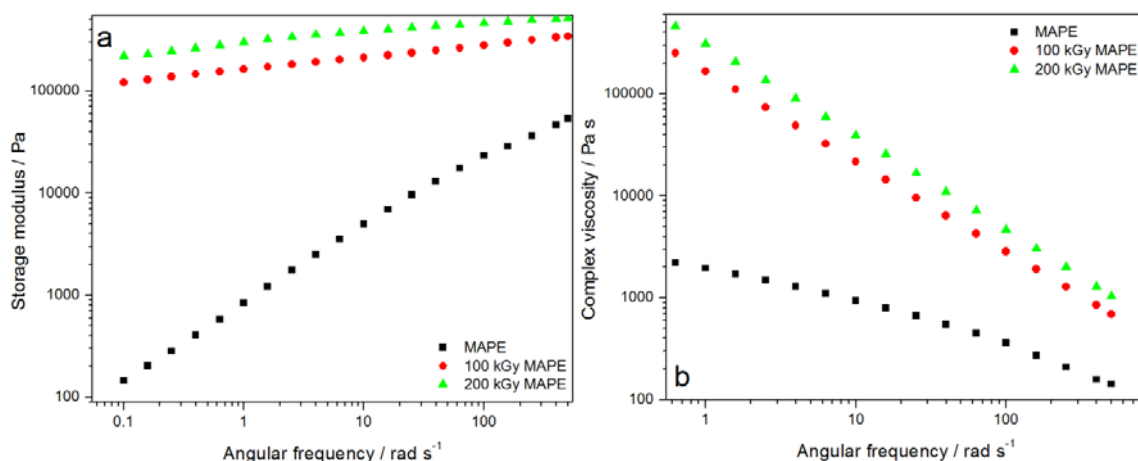 a
Storage modulus / Pa
100000
10000
1000
100
0.1
1
10
100
Angular frequency / rad s⁻¹
MAPE
100 kGy MAPE
200 kGy MAPE
b
Complex viscosity / Pa s
100000
10000
1000
100
1
10
100
Angular frequency / rad s⁻¹
MAPE
100 kGy MAPE
200 kGy MAPE